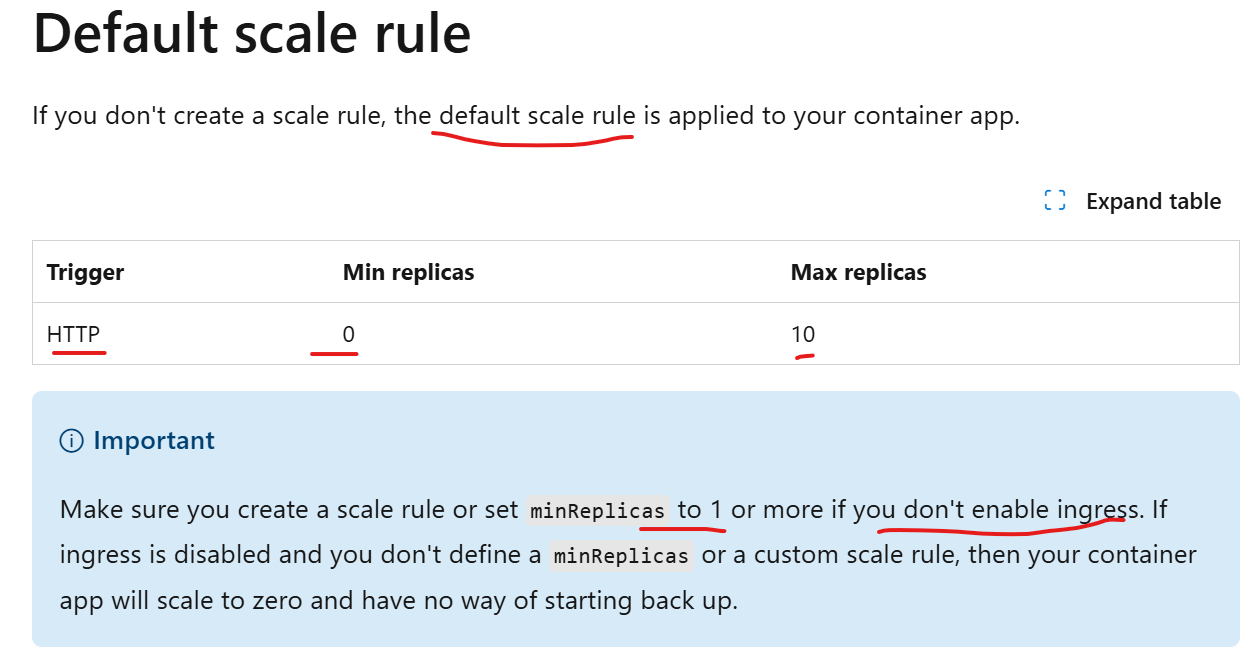 Default scale rule
If you don't create a scale rule, the default scale rule is applied to your container app.
Expand table
Trigger Min replicas Max replicas
HTTP 0 10
Important
Make sure you create a scale rule or set minReplicas to 1 or more if you don't enable ingress. If
ingress is disabled and you don't define a minReplicas or a custom scale rule, then your container
app will scale to zero and have no way of starting back up.